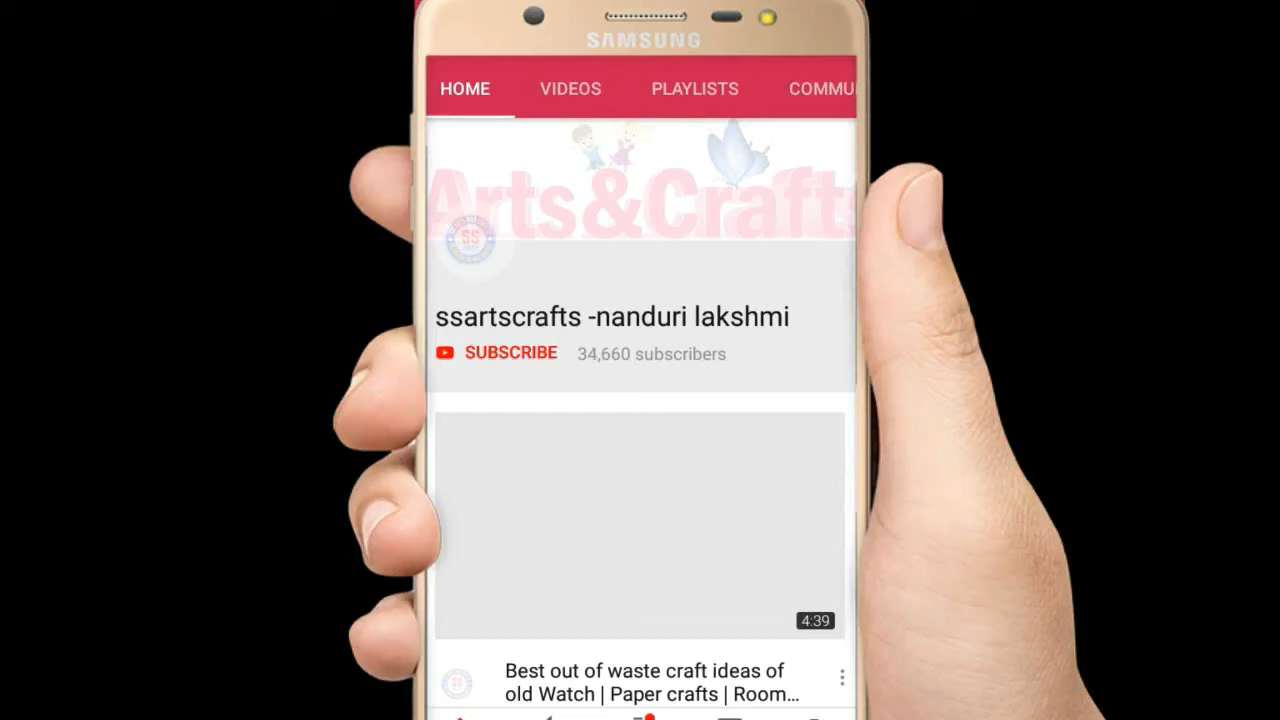 SAMSUNG
HOME VIDEOS PLAYLISTS COMMU
Arts&Crafts
SS
ssartscrafts -nanduri lakshmi
SUBSCRIBE 34,660 subscribers
4:39
Best out of waste craft ideas of
old Watch | Paper crafts | Room...